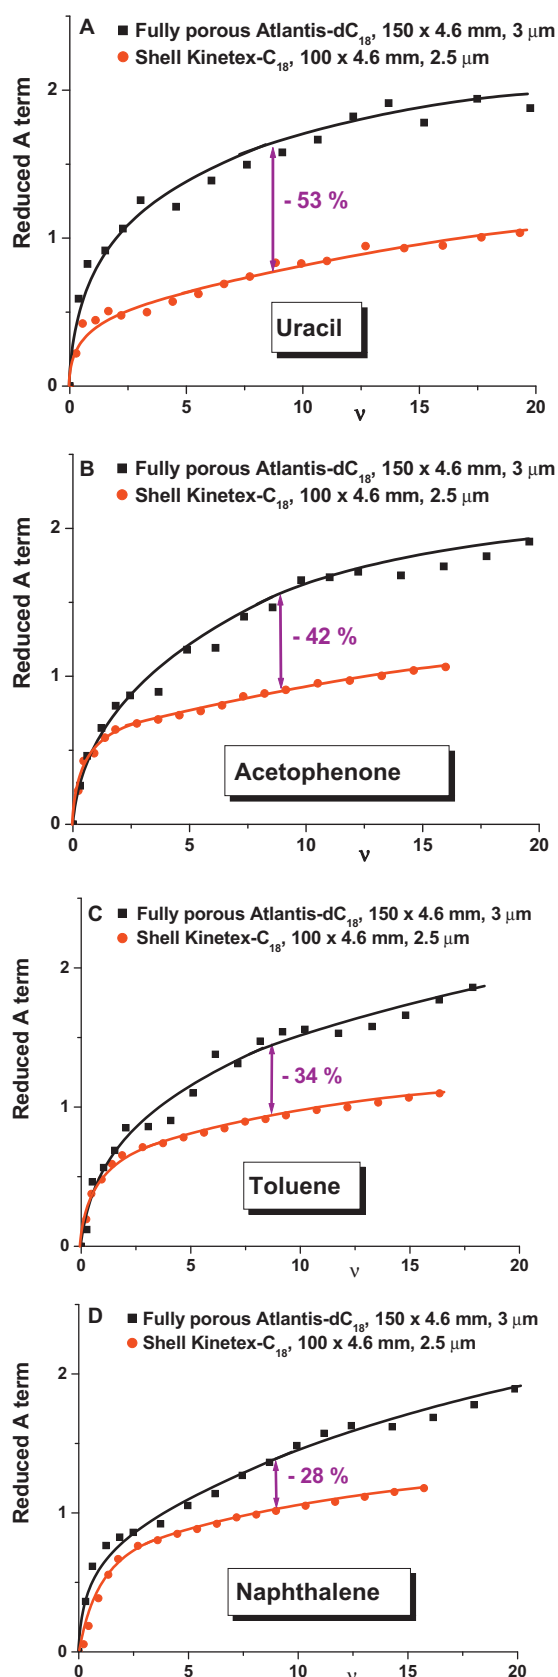 A
Fully porous Atlantis-dC18, 150 x 4.6 mm, 3 μm
Shell Kinetex-C18, 100 x 4.6 mm, 2.5 μm
Reduced A term
2
1
0
- 53 %
Uracil
0 5 10 15 20
ν
B
Fully porous Atlantis-dC18, 150 x 4.6 mm, 3 μm
Shell Kinetex-C18, 100 x 4.6 mm, 2.5 μm
Reduced A term
2
1
0
- 42 %
Acetophenone
0 5 10 15 20
ν
C
Fully porous Atlantis-dC18, 150 x 4.6 mm, 3 μm
Shell Kinetex-C18, 100 x 4.6 mm, 2.5 μm
Reduced A term
2
1
0
- 34 %
Toluene
0 5 10 15 20
ν
D
Fully porous Atlantis-dC18, 150 x 4.6 mm, 3 μm
Shell Kinetex-C18, 100 x 4.6 mm, 2.5 μm
Reduced A term
2
1
0
- 28 %
Naphthalene
0 5 10 15 20
ν